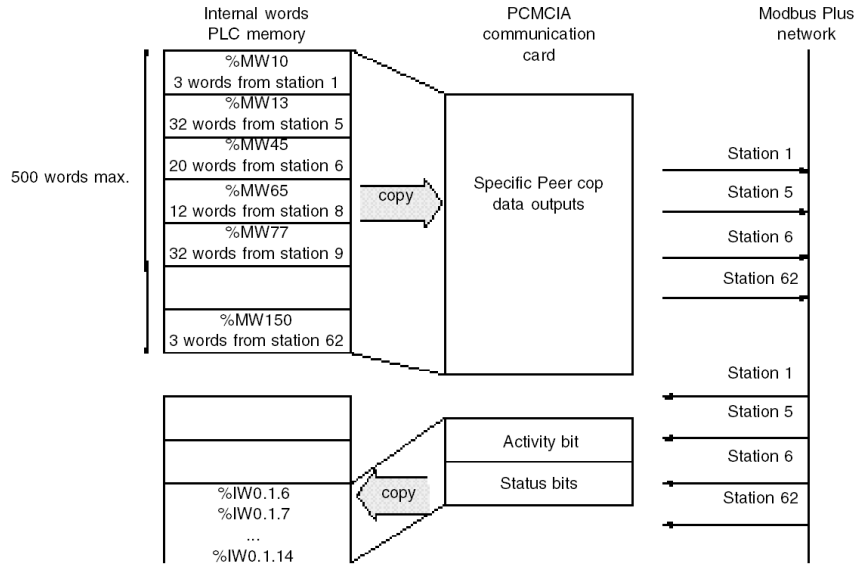 Internal words
PLC memory
PCMCIA
communication
card
Modbus Plus
network
%MW10
3 words from station 1
%MW13
32 words from station 5
%MW45
20 words from station 6
%MW65
12 words from station 8
%MW77
32 words from station 9
%MW150
3 words from station 62
500 words max.
copy
Specific Peer cop
data outputs
Station 1
Station 5
Station 6
Station 62
Station 1
Station 5
Station 6
Station 62
Activity bit
Status bits
copy
%IW0.1.6
%IW0.1.7
...
%IW0.1.14